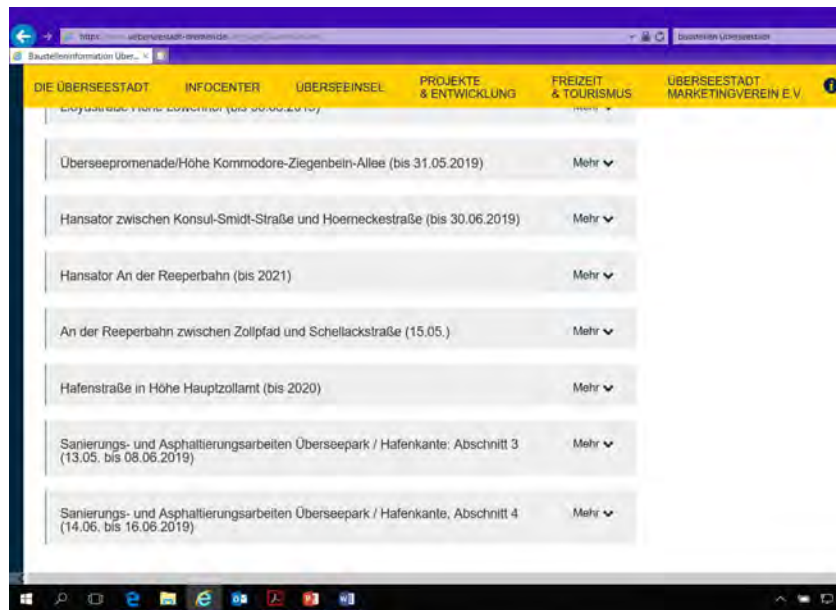 https
Baustelleninformation Über...
DIE ÜBERSEESTADT INFOCENTER ÜBERSEEINSEL PROJEKTE & ENTWICKLUNG FREIZEIT & TOURISMUS ÜBERSEESTADT MARKETINGVEREIN E.V.
Überseepromenade/Höhe Kommodore-Ziegenbein-Allee (bis 31.05.2019) Mehr
Hansator zwischen Konsul-Smidt-Straße und Hoerneckestraße (bis 30.06.2019) Mehr
Hansator An der Reeperbahn (bis 2021) Mehr
An der Reeperbahn zwischen Zollpfad und Schellackstraße (15.05.) Mehr
Hafenstraße in Höhe Hauptzollamt (bis 2020) Mehr
Sanierungs- und Asphaltierungsarbeiten Überseepark / Hafenkante, Abschnitt 3 Mehr
(13.05. bis 08.06.2019)
Sanierungs- und Asphaltierungsarbeiten Überseepark / Hafenkante, Abschnitt 4 Mehr
(14.06. bis 16.06.2019)